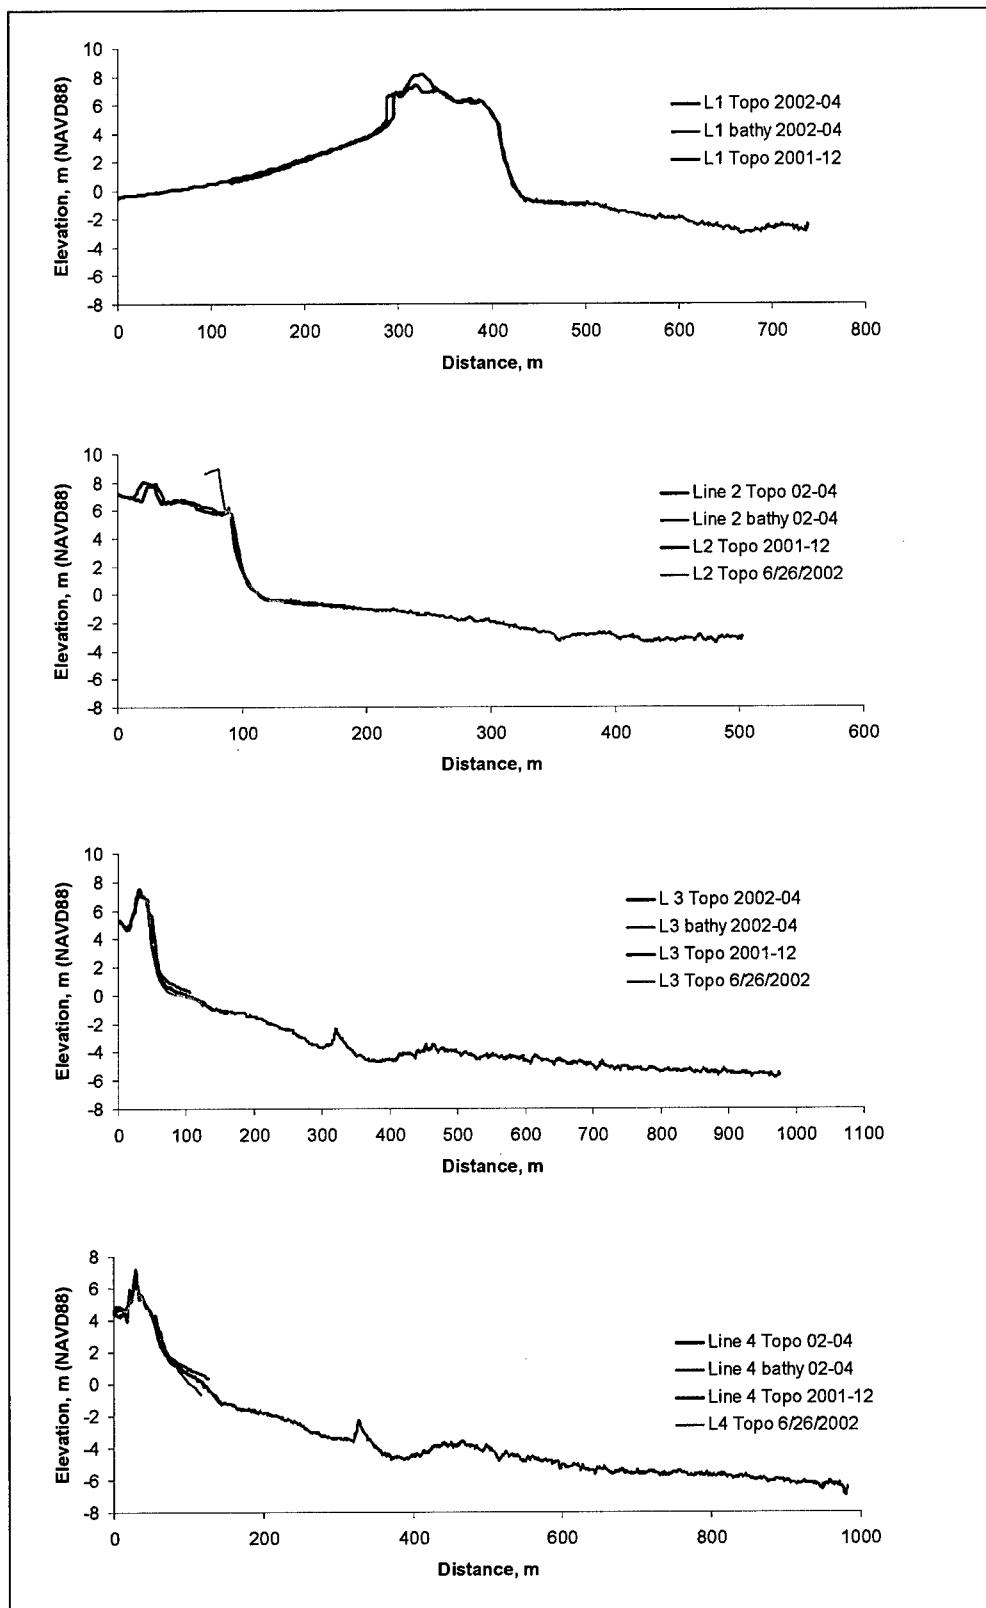 10
8
6
4
2
0
-2
-4
-6
-8
Elevation, m (NAVD88)
L1 Topo 2002-04
L1 bathy 2002-04
L1 Topo 2001-12
0 100 200 300 400 500 600 700 800
Distance, m
10
8
6
4
2
0
-2
-4
-6
-8
Elevation, m (NAVD88)
Line 2 Topo 02-04
Line 2 bathy 02-04
L2 Topo 2001-12
L2 Topo 6/26/2002
0 100 200 300 400 500 600
Distance, m
10
8
6
4
2
0
-2
-4
-6
-8
Elevation, m (NAVD88)
L 3 Topo 2002-04
L3 bathy 2002-04
L3 Topo 2001-12
L3 Topo 6/26/2002
0 100 200 300 400 500 600 700 800 900 1000 1100
Distance, m
8
6
4
2
0
-2
-4
-6
-8
Elevation, m (NAVD88)
Line 4 Topo 02-04
Line 4 bathy 02-04
Line 4 Topo 2001-12
L4 Topo 6/26/2002
0 200 400 600 800 1000
Distance, m